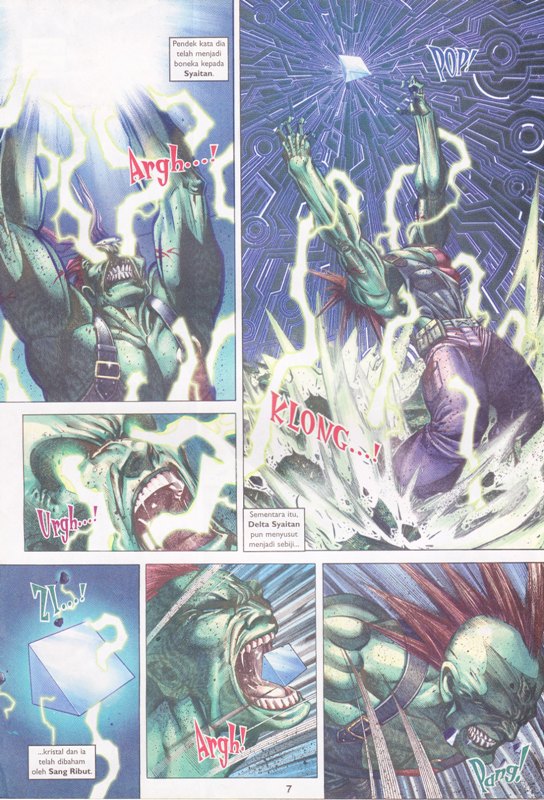 Pendek kata dia
telah menjadi
boneka kepada
Syaitan.
Argh...!
POP!
Urgh...!
KLONG...!
Sementara itu,
Delta Syaitan
pun menyusut
menjadi sebiji...
ZI...!
...kristal dan ia
telah dibaham
oleh Sang Ribut.
Argh!
Pang!
7